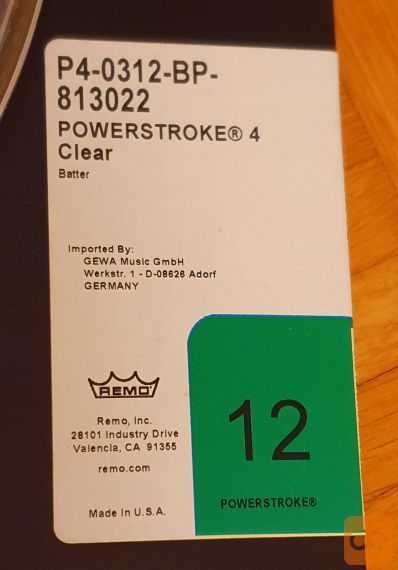 P4-0312-BP-
813022
POWERSTROKE® 4
Clear
Batter
Imported By:
GEWA Music GmbH
Werkstr. 1 - D-08626 Adorf
GERMANY
REMO
Remo, Inc.
28101 Industry Drive
Valencia, CA 91355
remo.com
Made In U.S.A.
12
POWERSTROKE®